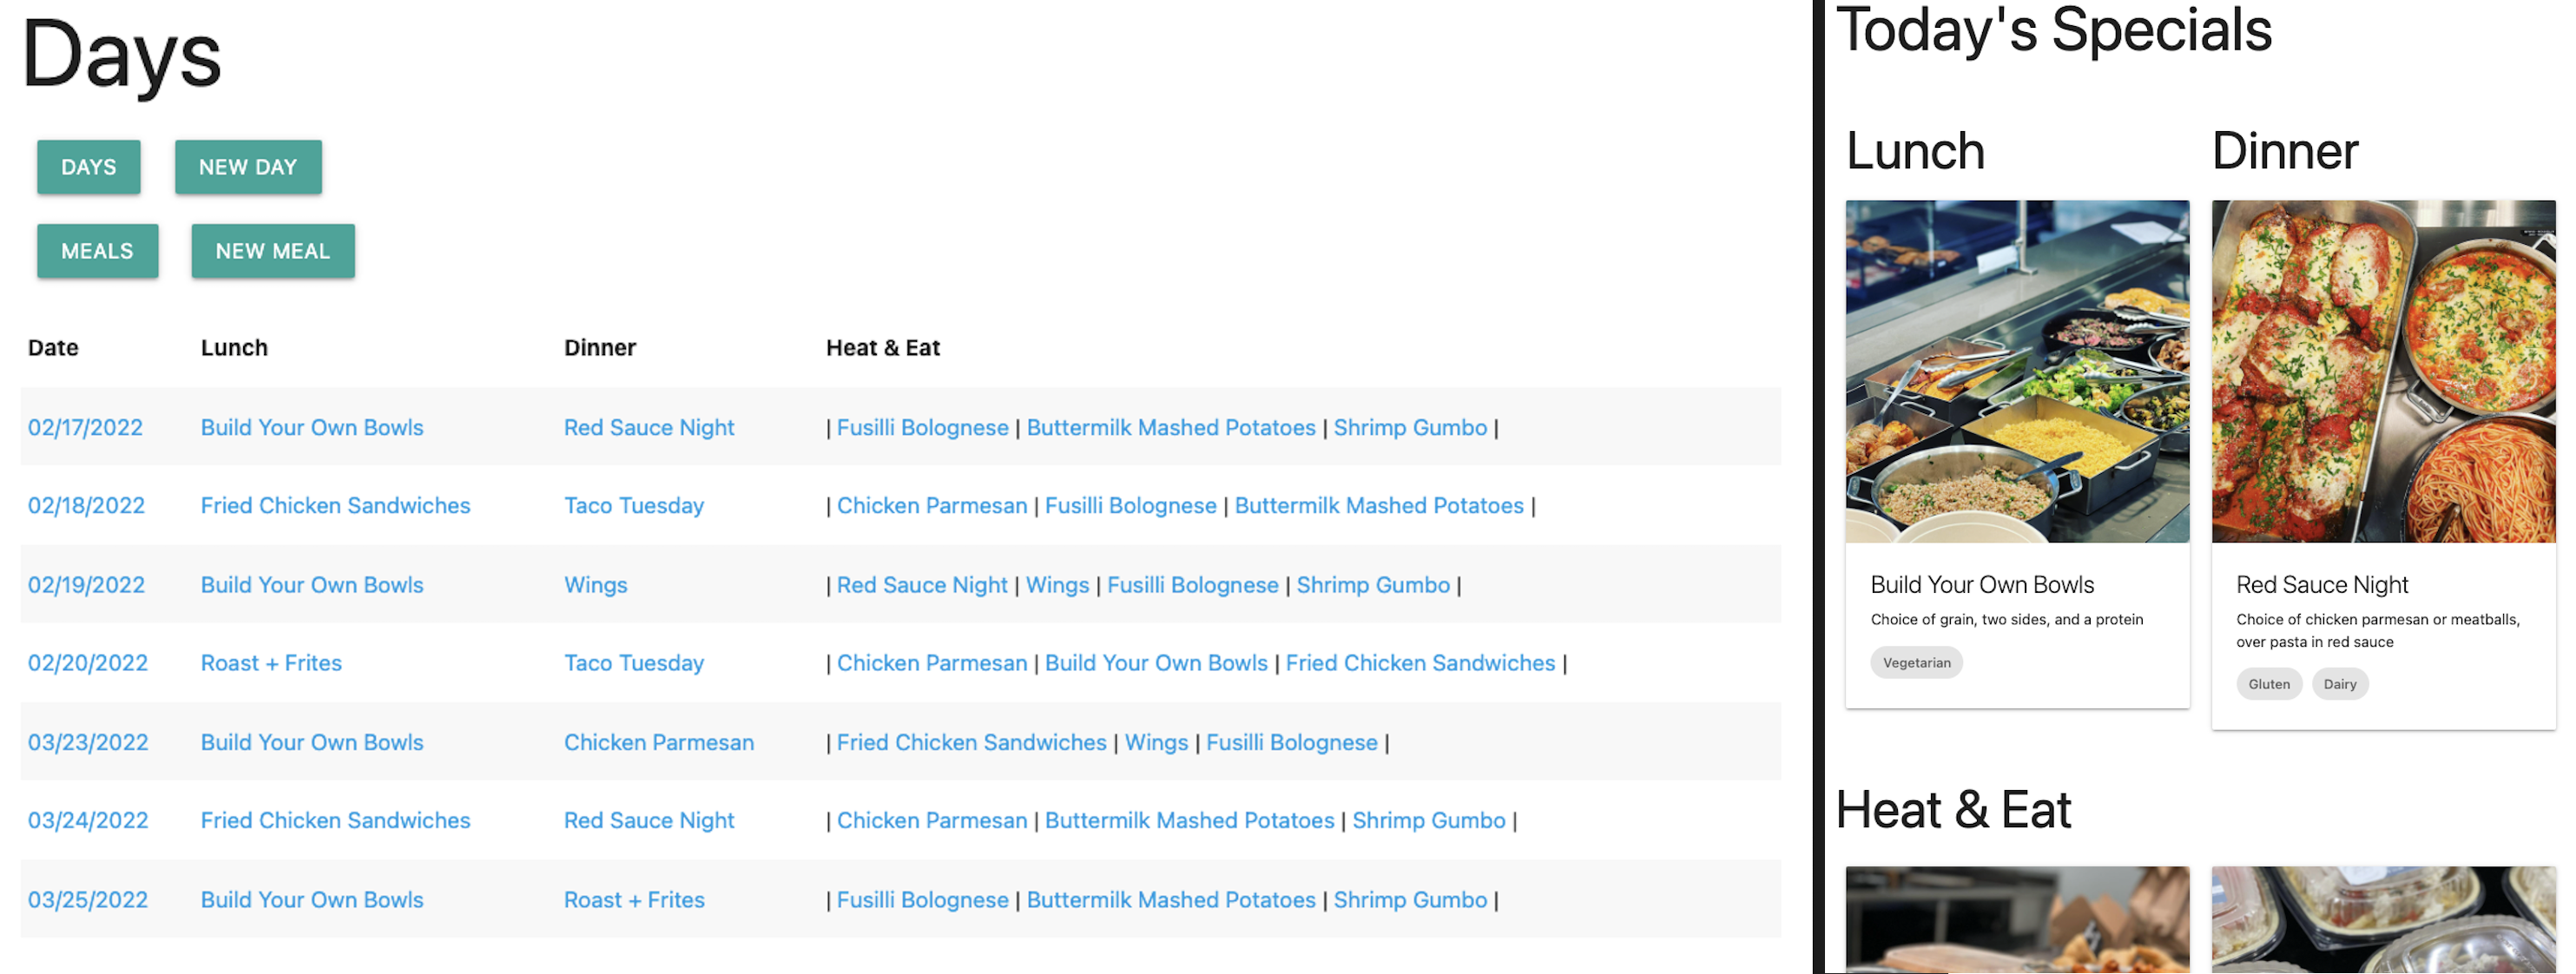 Days
DAYS NEW DAY
MEALS NEW MEAL
Date Lunch Dinner Heat & Eat
02/17/2022 Build Your Own Bowls Red Sauce Night | Fusilli Bolognese | Buttermilk Mashed Potatoes | Shrimp Gumbo |
02/18/2022 Fried Chicken Sandwiches Taco Tuesday | Chicken Parmesan | Fusilli Bolognese | Buttermilk Mashed Potatoes |
02/19/2022 Build Your Own Bowls Wings | Red Sauce Night | Wings | Fusilli Bolognese | Shrimp Gumbo |
02/20/2022 Roast + Frites Taco Tuesday | Chicken Parmesan | Build Your Own Bowls | Fried Chicken Sandwiches |
03/23/2022 Build Your Own Bowls Chicken Parmesan | Fried Chicken Sandwiches | Wings | Fusilli Bolognese |
03/24/2022 Fried Chicken Sandwiches Red Sauce Night | Chicken Parmesan | Buttermilk Mashed Potatoes | Shrimp Gumbo |
03/25/2022 Build Your Own Bowls Roast + Frites | Fusilli Bolognese | Buttermilk Mashed Potatoes | Shrimp Gumbo |
Today's Specials
Lunch
Build Your Own Bowls
Choice of grain, two sides, and a protein
Vegetarian
Dinner
Red Sauce Night
Choice of chicken parmesan or meatballs,
over pasta in red sauce
Gluten Dairy
Heat & Eat